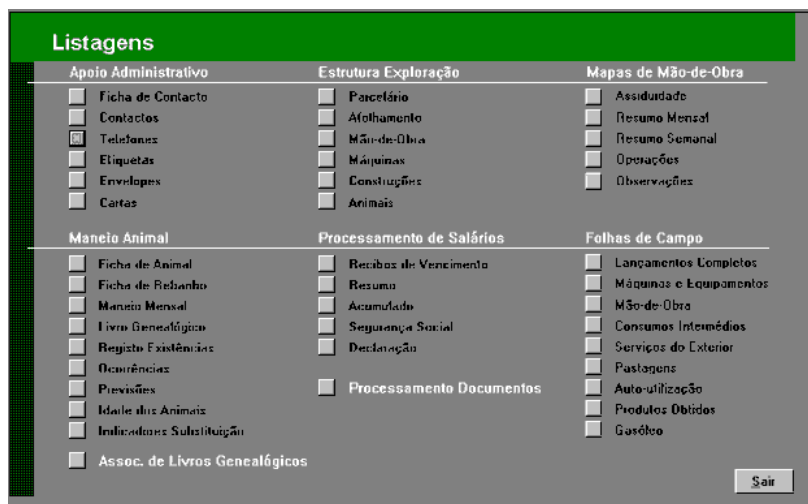 Listagens
Apoio Administrativo
Ficha de Contacto
Contactos
Telefones
Etiquetas
Envelopes
Cartas
Estrutura Exploração
Parcelário
Afolhamento
Mão-de-Obra
Máquinas
Construções
Animais
Mapas de Mão-de-Obra
Assiduidade
Resumo Mensal
Resumo Semanal
Operações
Observações
Maneio Animal
Ficha de Animal
Ficha de Rebanho
Maneio Mensal
Livro Genealógico
Registo Existências
Ocorrências
Previsões
Idade dos Animais
Indicadores Substituição
Assoc. de Livros Genealógicos
Processamento de Salários
Recibos de Vencimento
Resumo
Acumulado
Segurança Social
Declaração
Processamento Documentos
Folhas de Campo
Lançamentos Completos
Máquinas e Equipamentos
Mão-de-Obra
Consumos Intermédios
Serviços do Exterior
Pastagens
Auto-utilização
Produtos Obtidos
Gasóleo
Sair